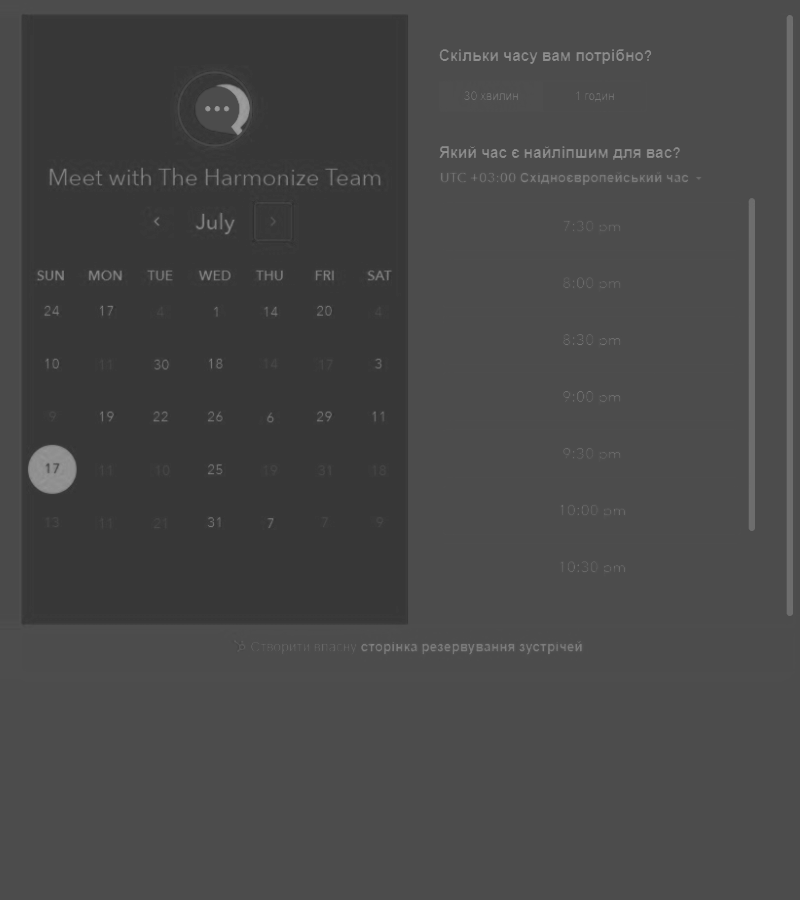 Meet with The Harmonize Team
July
SUN MON TUE WED THU FRI SAT
24 17 4 1 14 20 4
10 11 30 18 14 17 3
9 19 22 26 6 29 11
17 11 10 25 19 31 18
13 11 21 31 7 7 9
Скільки часу вам потрібно?
30 хвилин 1 годин
Який час є найліпшим для вас?
UTC +03:00 Східноєвропейський час
7:30 pm
8:00 pm
8:30 pm
9:00 pm
9:30 pm
10:00 pm
10:30 pm
Створити власну сторінка резервування зустрічей